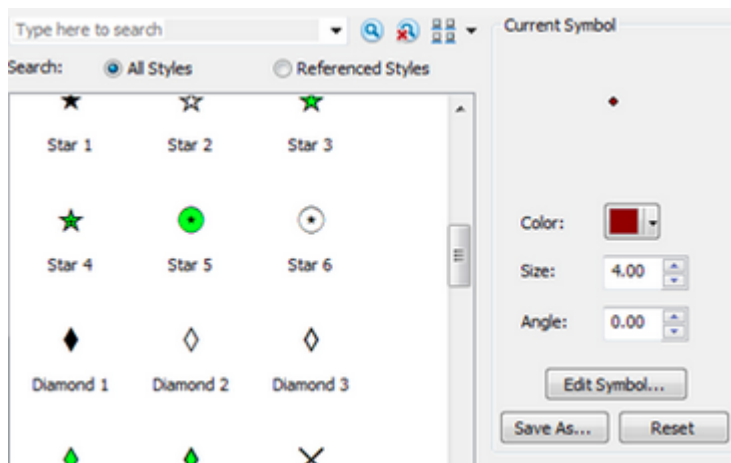 Type here to search
Current Symbol
Search: All Styles Referenced Styles
Star 1 Star 2 Star 3
Color:
Star 4 Star 5 Star 6
Size: 4.00
Angle: 0.00
Diamond 1 Diamond 2 Diamond 3
Edit Symbol...
Save As... Reset